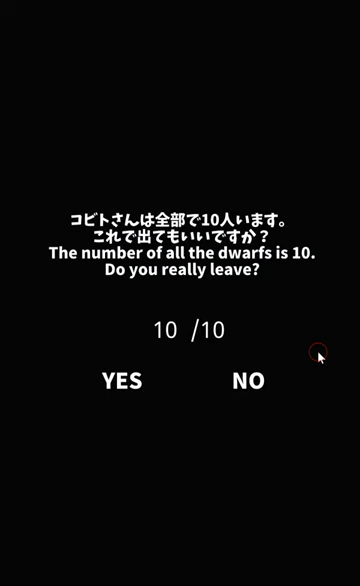 コビトさんは全部で10人います。
これで出てもいいですか？
The number of all the dwarfs is 10.
Do you really leave?
10 /10
YES NO